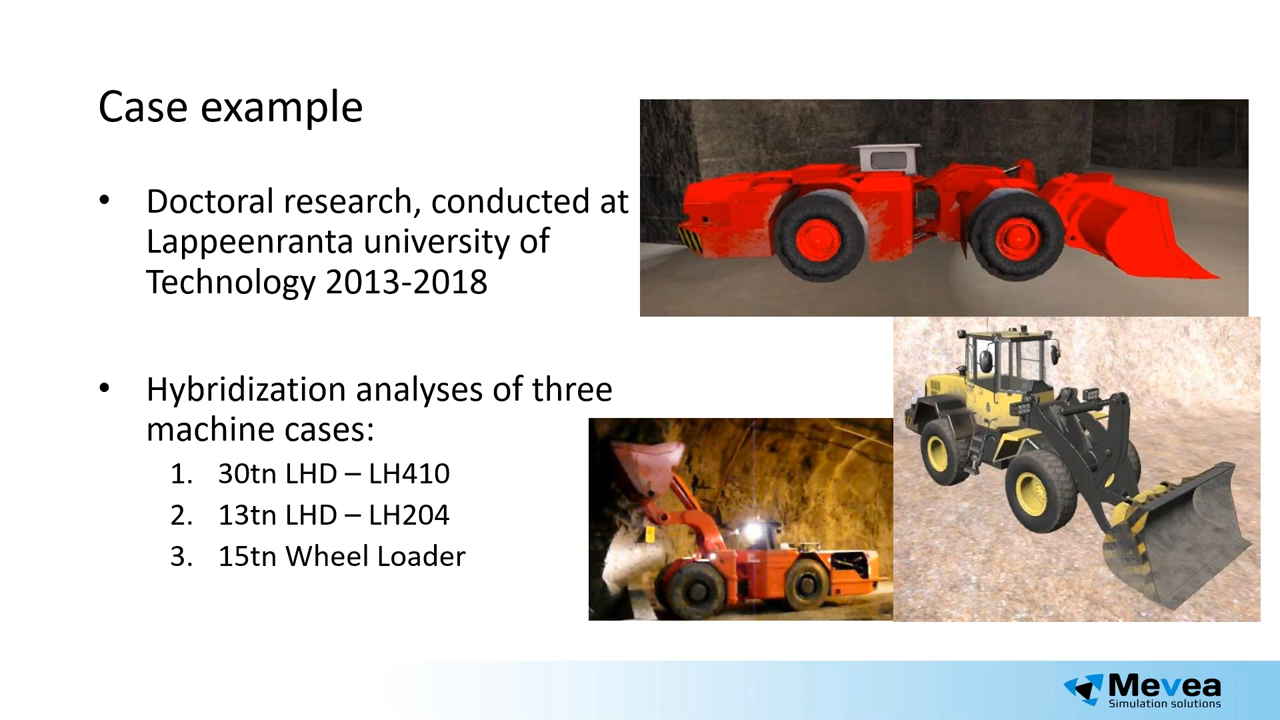 Case example
• Doctoral research, conducted at
Lappeenranta university of
Technology 2013-2018
• Hybridization analyses of three
machine cases:
1. 30tn LHD – LH410
2. 13tn LHD – LH204
3. 15tn Wheel Loader
Mevea
Simulation solutions